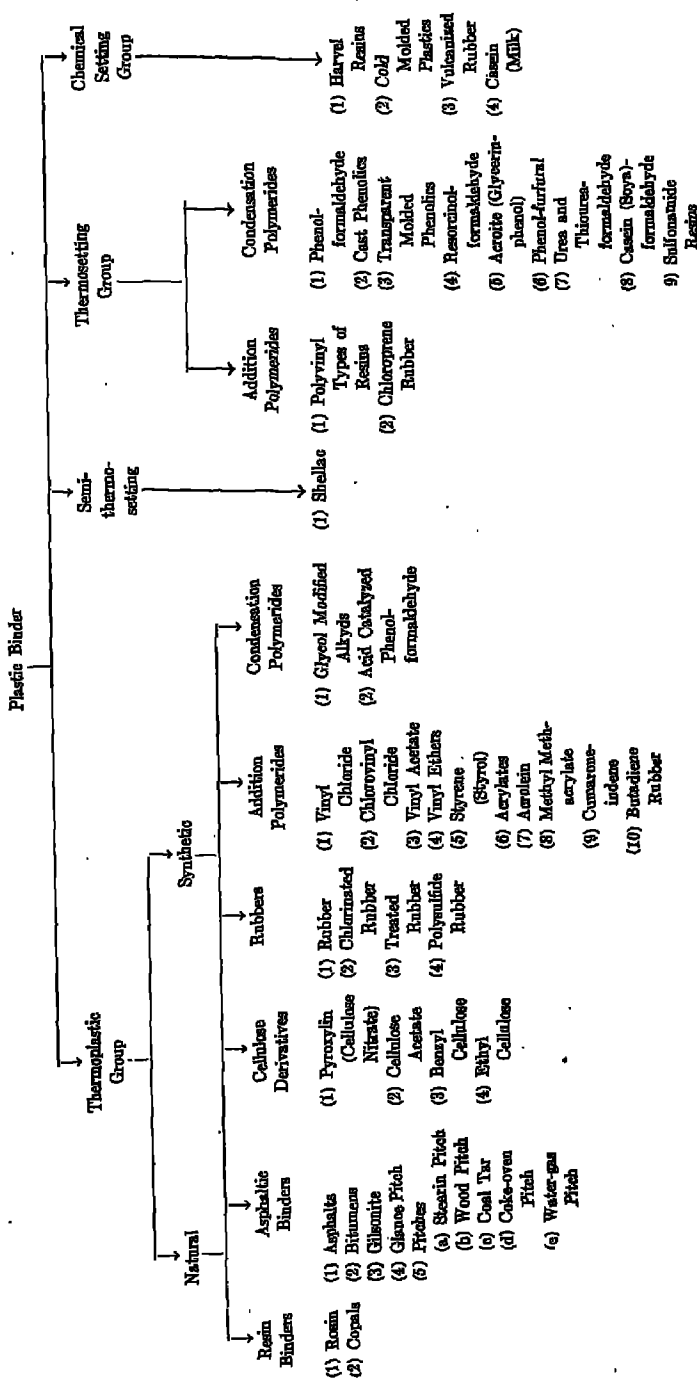 Plastic Binder
Thermoplastic
Group
Semi-
thermo-
setting
Thermosetting
Group
Chemical
Setting
Group
Natural
Synthetic
Resin
Binders
(1) Rosin
(2) Copals
Asphaltic
Binders
(1) Asphalts
(2) Bitumens
(3) Gilsonite
(4) Glance Pitch
(5) Pitches
(a) Stearin Pitch
(b) Wood Pitch
(c) Coal Tar
(d) Coke-oven
Pitch
(e) Water-gas
Pitch
Cellulose
Derivatives
(1) Pyroxylin
(Cellulose
Nitrate)
(2) Cellulose
Acetate
(3) Benzyl
Cellulose
(4) Ethyl
Cellulose
Rubbers
(1) Rubber
(2) Chlorinated
Rubber
(3) Treated
Rubber
(4) Polysulfide
Rubber
Addition
Polymerides
(1) Vinyl
Chloride
(2) Chlorovinyl
Chloride
(3) Vinyl Acetate
(4) Vinyl Ethers
(5) Styrene
(Styrol)
(6) Acrylates
(7) Acrolein
(8) Methyl Meth-
acrylate
(9) Cumarone-
indene
(10) Butadiene
Rubber
Condensation
Polymerides
(1) Glycol Modified
Alkyds
(2) Acid Catalyzed
Phenol-
formaldehyde
(1) Shellac
Addition
Polymerides
(1) Polyvinyl
Types of
Resins
(2) Chloroprene
Rubber
Condensation
Polymerides
(1) Phenol-
formaldehyde
(2) Cast Phenolics
(3) Transparent
Molded
Phenolics
(4) Resorcinol-
formaldehyde
(5) Acroite (Glycerin-
phenol)
(6) Phenol-furfural
(7) Urea and
Thiourea-
formaldehyde
(8) Casein (Soya)-
formaldehyde
9) Sulfonamide
Resins
(1) Harvel
Resins
(2) Cold
Molded
Plastics
(3) Vulcanized
Rubber
(4) Casein
(Milk)